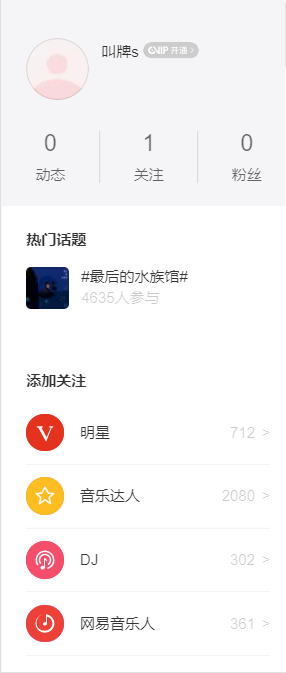 叫牌s VIP 开通 >
0 1 0
动态 关注 粉丝
热门话题
#最后的水族馆#
4635人参与
添加关注
V 明星 712 >
音乐达人 2080 >
DJ 302 >
网易音乐人 361 >